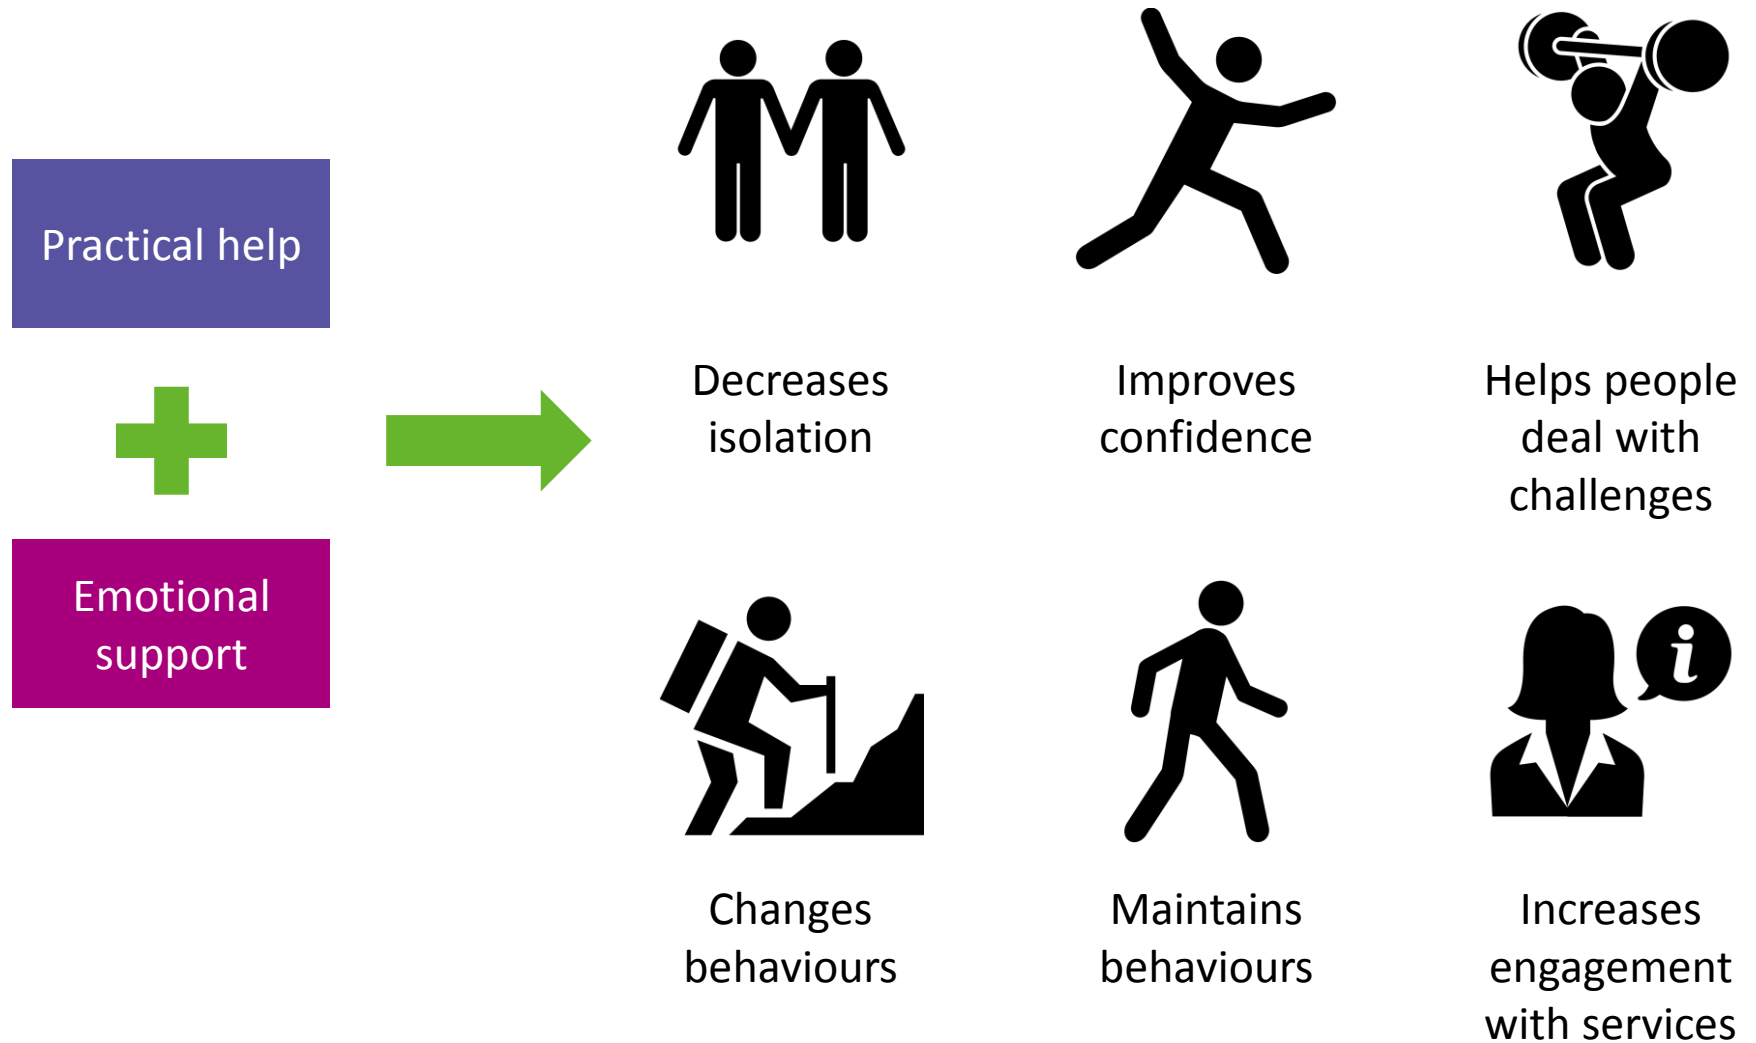 Practical help
Emotional
support
Decreases
isolation
Improves
confidence
Helps people
deal with
challenges
Changes
behaviours
Maintains
behaviours
i
Increases
engagement
with services